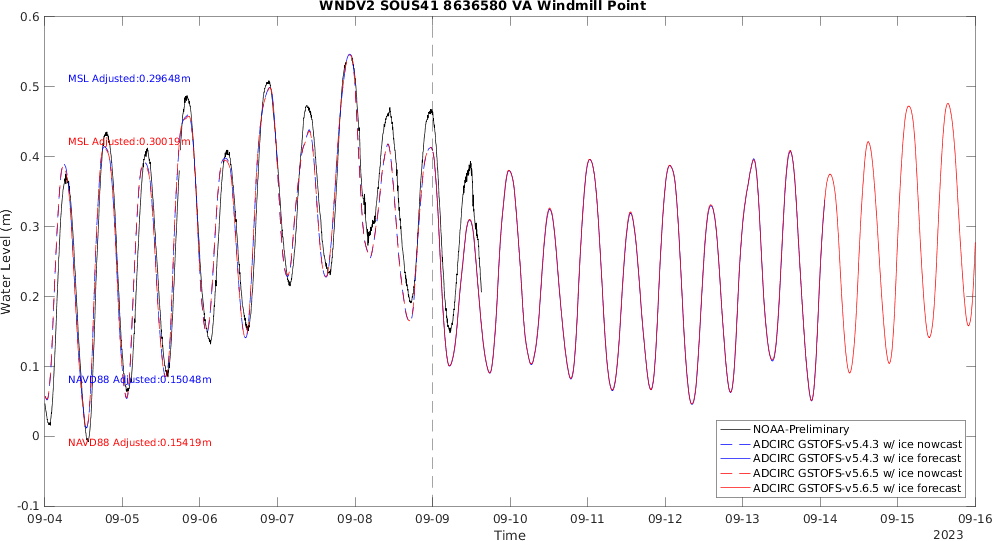 WNDV2 SOUS41 8636580 VA Windmill Point
0.6
0.5
0.4
0.3
0.2
0.1
0
-0.1
Water Level (m)
MSL Adjusted:0.29648m
MSL Adjusted:0.30019m
NAVD88 Adjusted:0.15048m
NAVD88 Adjusted:0.15419m
NOAA-Preliminary
ADCIRC GSTOFS-v5.4.3 w/ ice nowcast
ADCIRC GSTOFS-v5.4.3 w/ ice forecast
ADCIRC GSTOFS-v5.6.5 w/ ice nowcast
ADCIRC GSTOFS-v5.6.5 w/ ice forecast
09-04 09-05 09-06 09-07 09-08 09-09 09-10 09-11 09-12 09-13 09-14 09-15 09-16
Time
2023